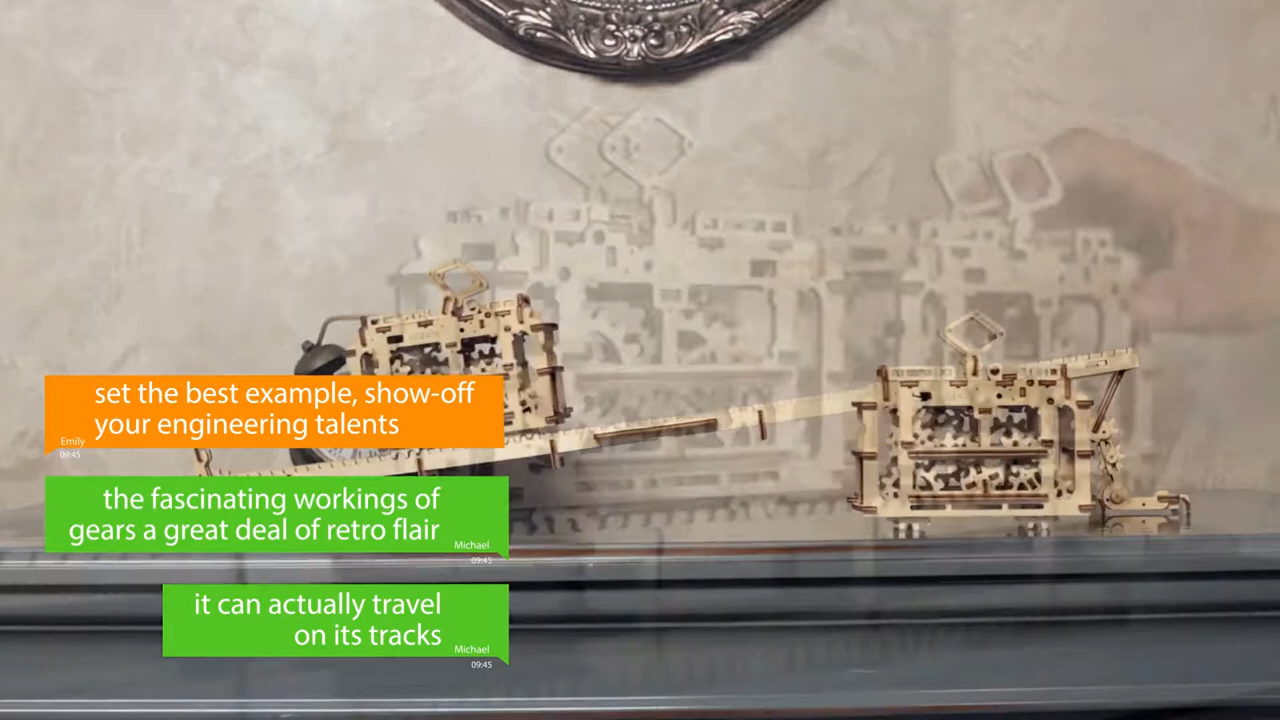 set the best example, show-off
your engineering talents
Emily
09:45
the fascinating workings of
gears a great deal of retro flair
Michael
09:45
it can actually travel
on its tracks
Michael
09:45